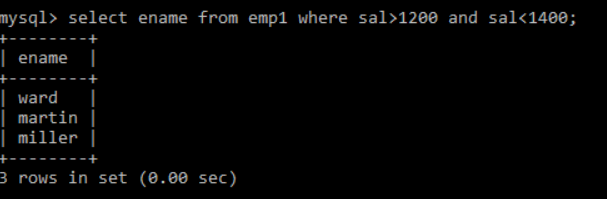 mysql> select ename from emp1 where sal>1200 and sal<1400;
+--------+
| ename  |
+--------+
| ward   |
| martin |
| miller |
+--------+
3 rows in set (0.00 sec)